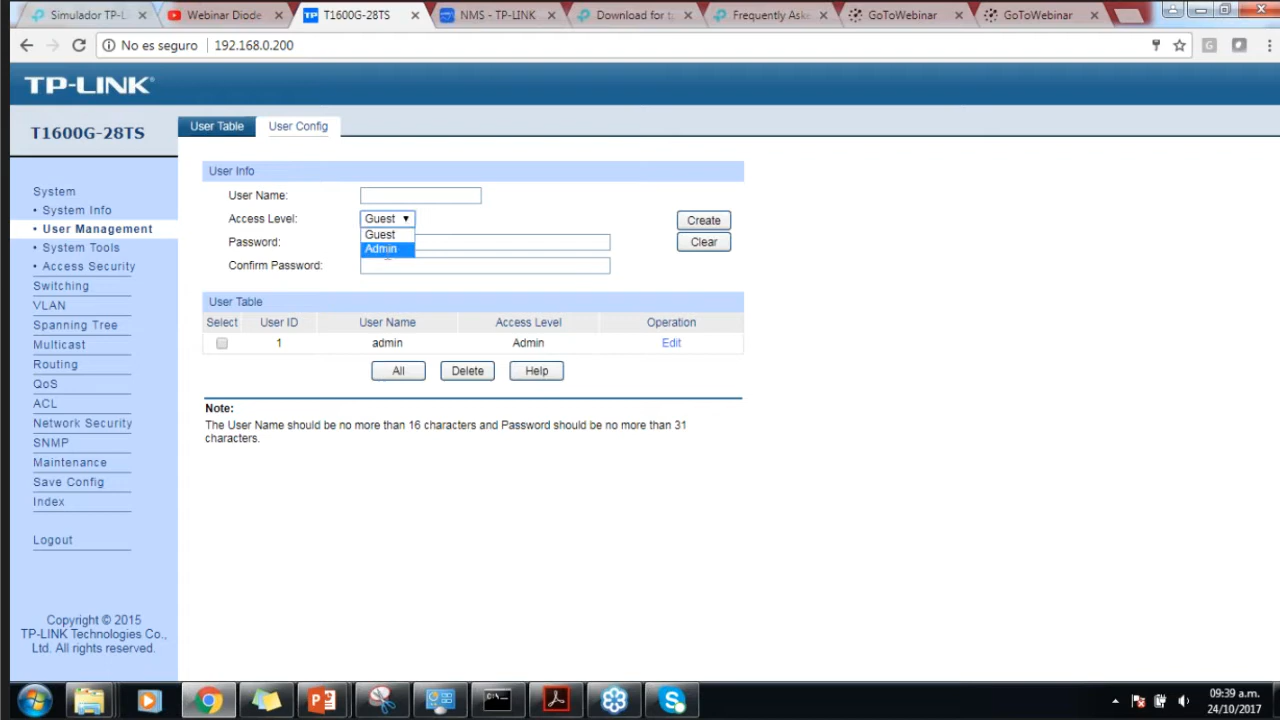 Simulador TP-L
Webinar Diode
T1600G-28TS
NMS - TP-LINK
Download for t
Frequently Aske
GoToWebinar
GoToWebinar
No es seguro
192.168.0.200
TP-LINK
T1600G-28TS
User Table
User Config
System
• System Info
• User Management
• System Tools
• Access Security
Switching
VLAN
Spanning Tree
Multicast
Routing
QoS
ACL
Network Security
SNMP
Maintenance
Save Config
Index
Logout
Copyright © 2015
TP-LINK Technologies Co.,
Ltd. All rights reserved.
User Info
User Name:
Access Level: Guest
Guest
Admin
Password:
Confirm Password:
Create
Clear
User Table
Select User ID User Name Access Level Operation
1 admin Admin Edit
All Delete Help
Note:
The User Name should be no more than 16 characters and Password should be no more than 31
characters.
09:39 a.m.
24/10/2017